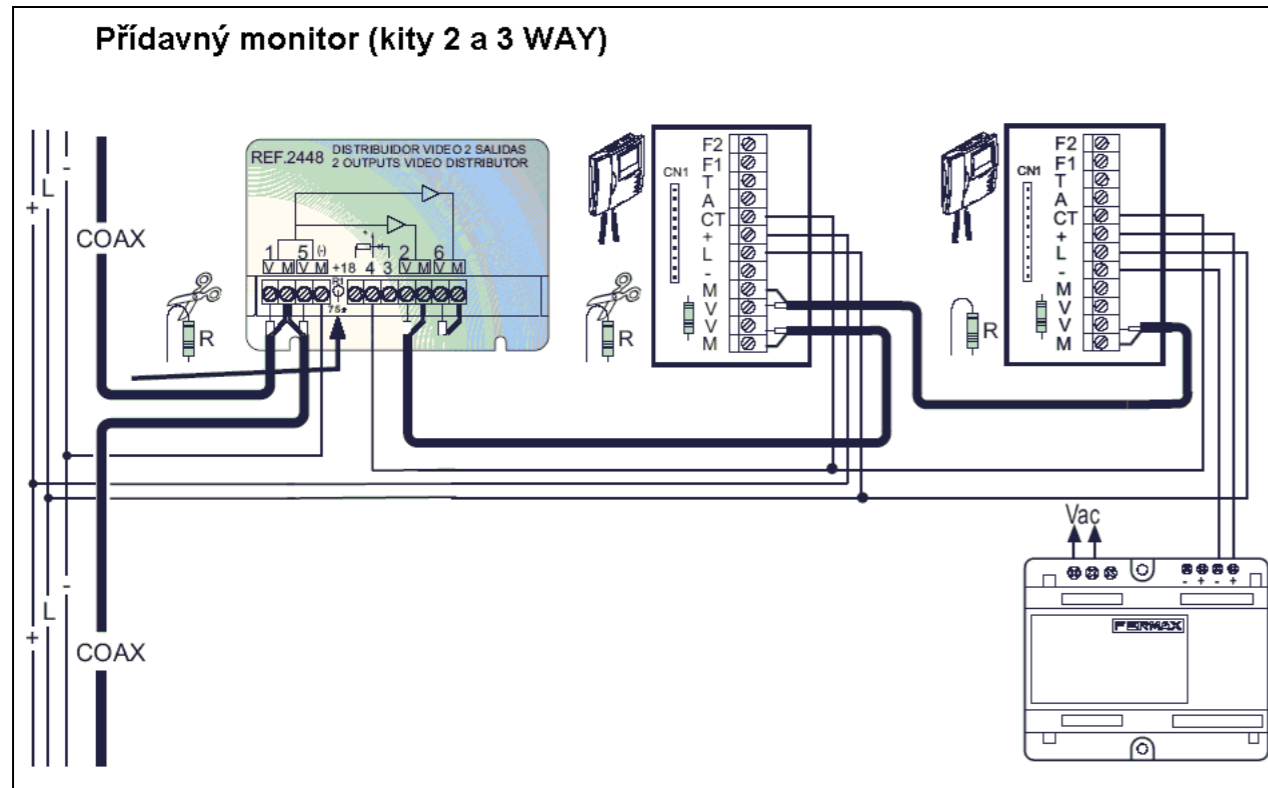 Přídavný monitor (kity 2 a 3 WAY)
+
L
-
COAX
REF.2448
DISTRIBUIDOR VIDEO 2 SALIDAS
2 OUTPUTS VIDEO DISTRIBUTOR
1 5 (-) +18 4 3 2 6
V M V M V M V M
R1
R
CN1
F2
F1
T
A
CT
+
L
-
M
V
V
M
R
CN1
F2
F1
T
A
CT
+
L
-
M
V
V
M
R
Vac
- + - +
FERMAX
-
L
+
COAX